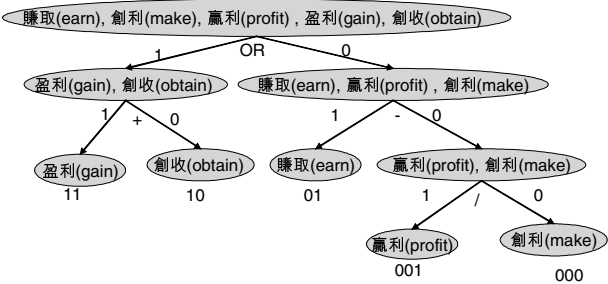 賺取(earn), 創利(make), 贏利(profit) , 盈利(gain), 創收(obtain)
1 OR 0
盈利(gain), 創收(obtain) 賺取(earn), 贏利(profit) , 創利(make)
1 + 0 1 - 0
盈利(gain) 創收(obtain) 賺取(earn) 贏利(profit), 創利(make)
11 10 01 1 / 0
贏利(profit) 創利(make)
001 000